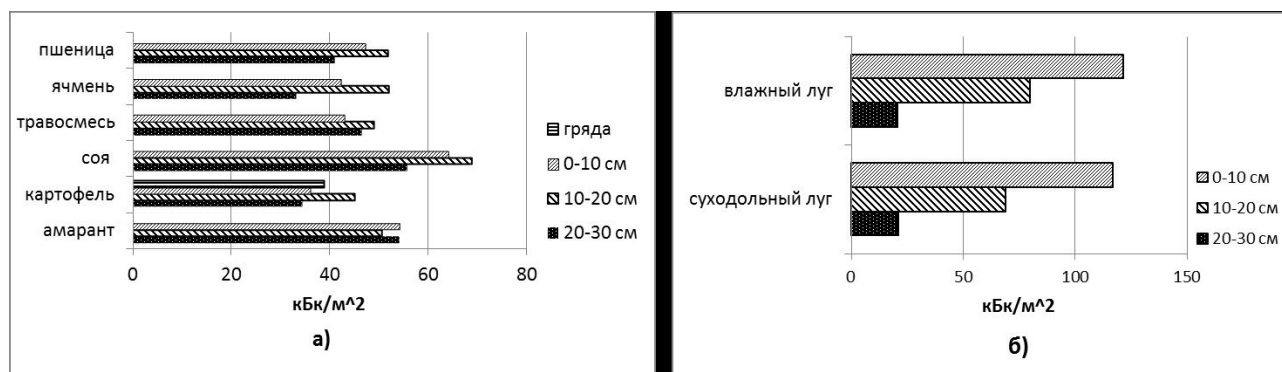 пшеница
ячмень
травосмесь
соя
картофель
амарант
0 20 40 60 80
кБк/м^2
а)
гряда
0-10 см
10-20 см
20-30 см
влажный луг
суходольный луг
0 50 100 150
кБк/м^2
б)
0-10 см
10-20 см
20-30 см